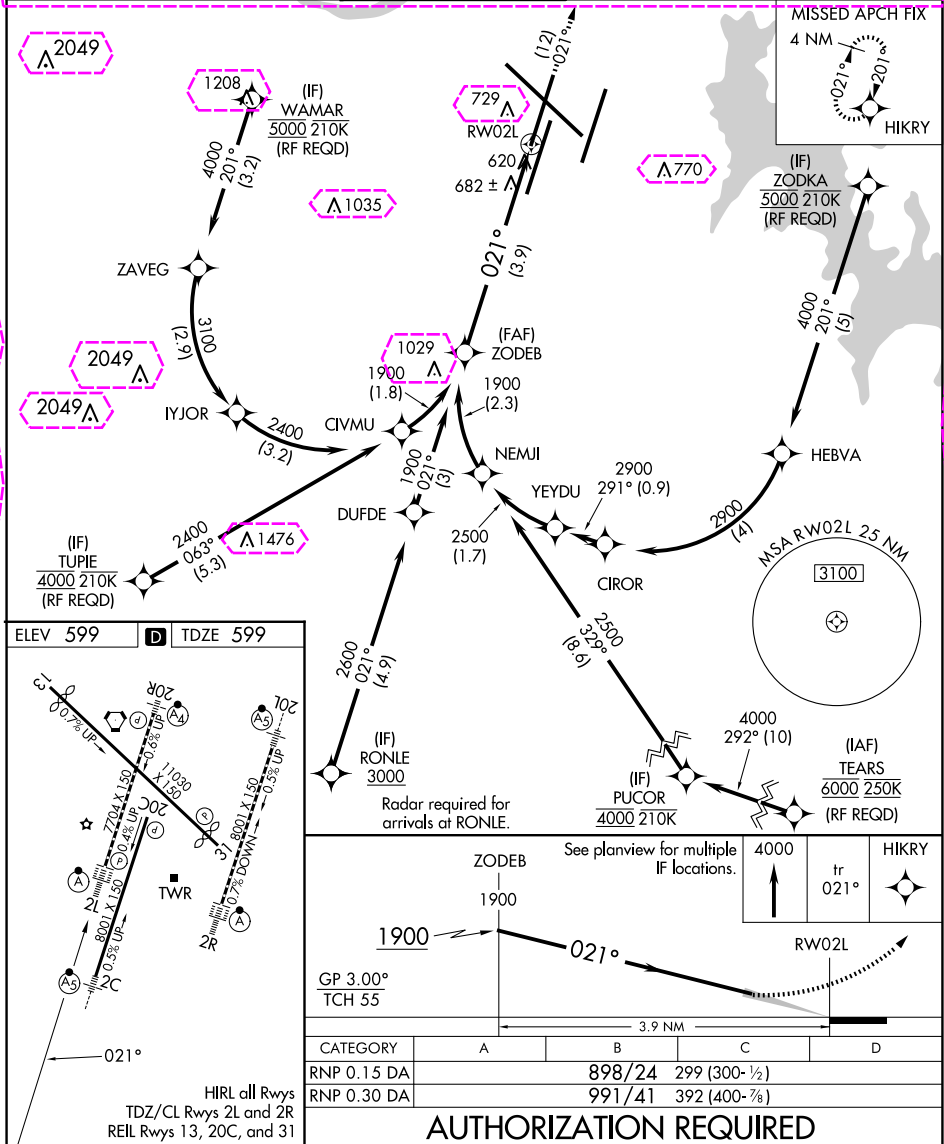 2049
1208
(IF)
WAMAR
5000 210K
(RF REQD)
4000
201°
(3.2)
(12)
021°
729
RW02L
620
682 ±
MISSED APCH FIX
4 NM
021°
201°
HIKRY
770
1035
(IF)
ZODKA
5000 210K
(RF REQD)
021°
(3.9)
ZAVEG
3100
(2.9)
4000
201°
(5)
2049
2049
1029
(FAF)
ZODEB
1900
(1.8)
1900
(2.3)
IYJOR
2400
(3.2)
CIVMU
1900
021°
(3)
NEMJI
HEBVA
DUFDE
YEYDU
2900
291° (0.9)
2500
(1.7)
2900
(4)
CIROR
2400
063°
(5.3)
1476
(IF)
TUPIE
4000 210K
(RF REQD)
MSA RW02L 25 NM
3100
2600
021°
(4.9)
2500
329°
(8.6)
(IF)
RONLE
3000
Radar required for
arrivals at RONLE.
(IF)
PUCOR
4000 210K
4000
292° (10)
(IAF)
TEARS
6000 250K
(RF REQD)
ELEV 599
D
TDZE 599
13
0.7% UP
20R
P
A4
0.6% UP
20L
A5
0.5% UP
11030
X 150
7704 X 150
20C
0.4% UP
P
P
P
31
8001 X 150
0.7% DOWN
TWR
A
2L
8001 X 150
0.5% UP
2R
A
A5
2C
021°
HIRL all Rwys
TDZ/CL Rwys 2L and 2R
REIL Rwys 13, 20C, and 31
ZODEB
1900
See planview for multiple
IF locations.
4000
tr
021°
HIKRY
1900
021°
RW02L
GP 3.00°
TCH 55
3.9 NM
CATEGORY A B C D
RNP 0.15 DA 898/24 299 (300-½)
RNP 0.30 DA 991/41 392 (400-⅞)
AUTHORIZATION REQUIRED